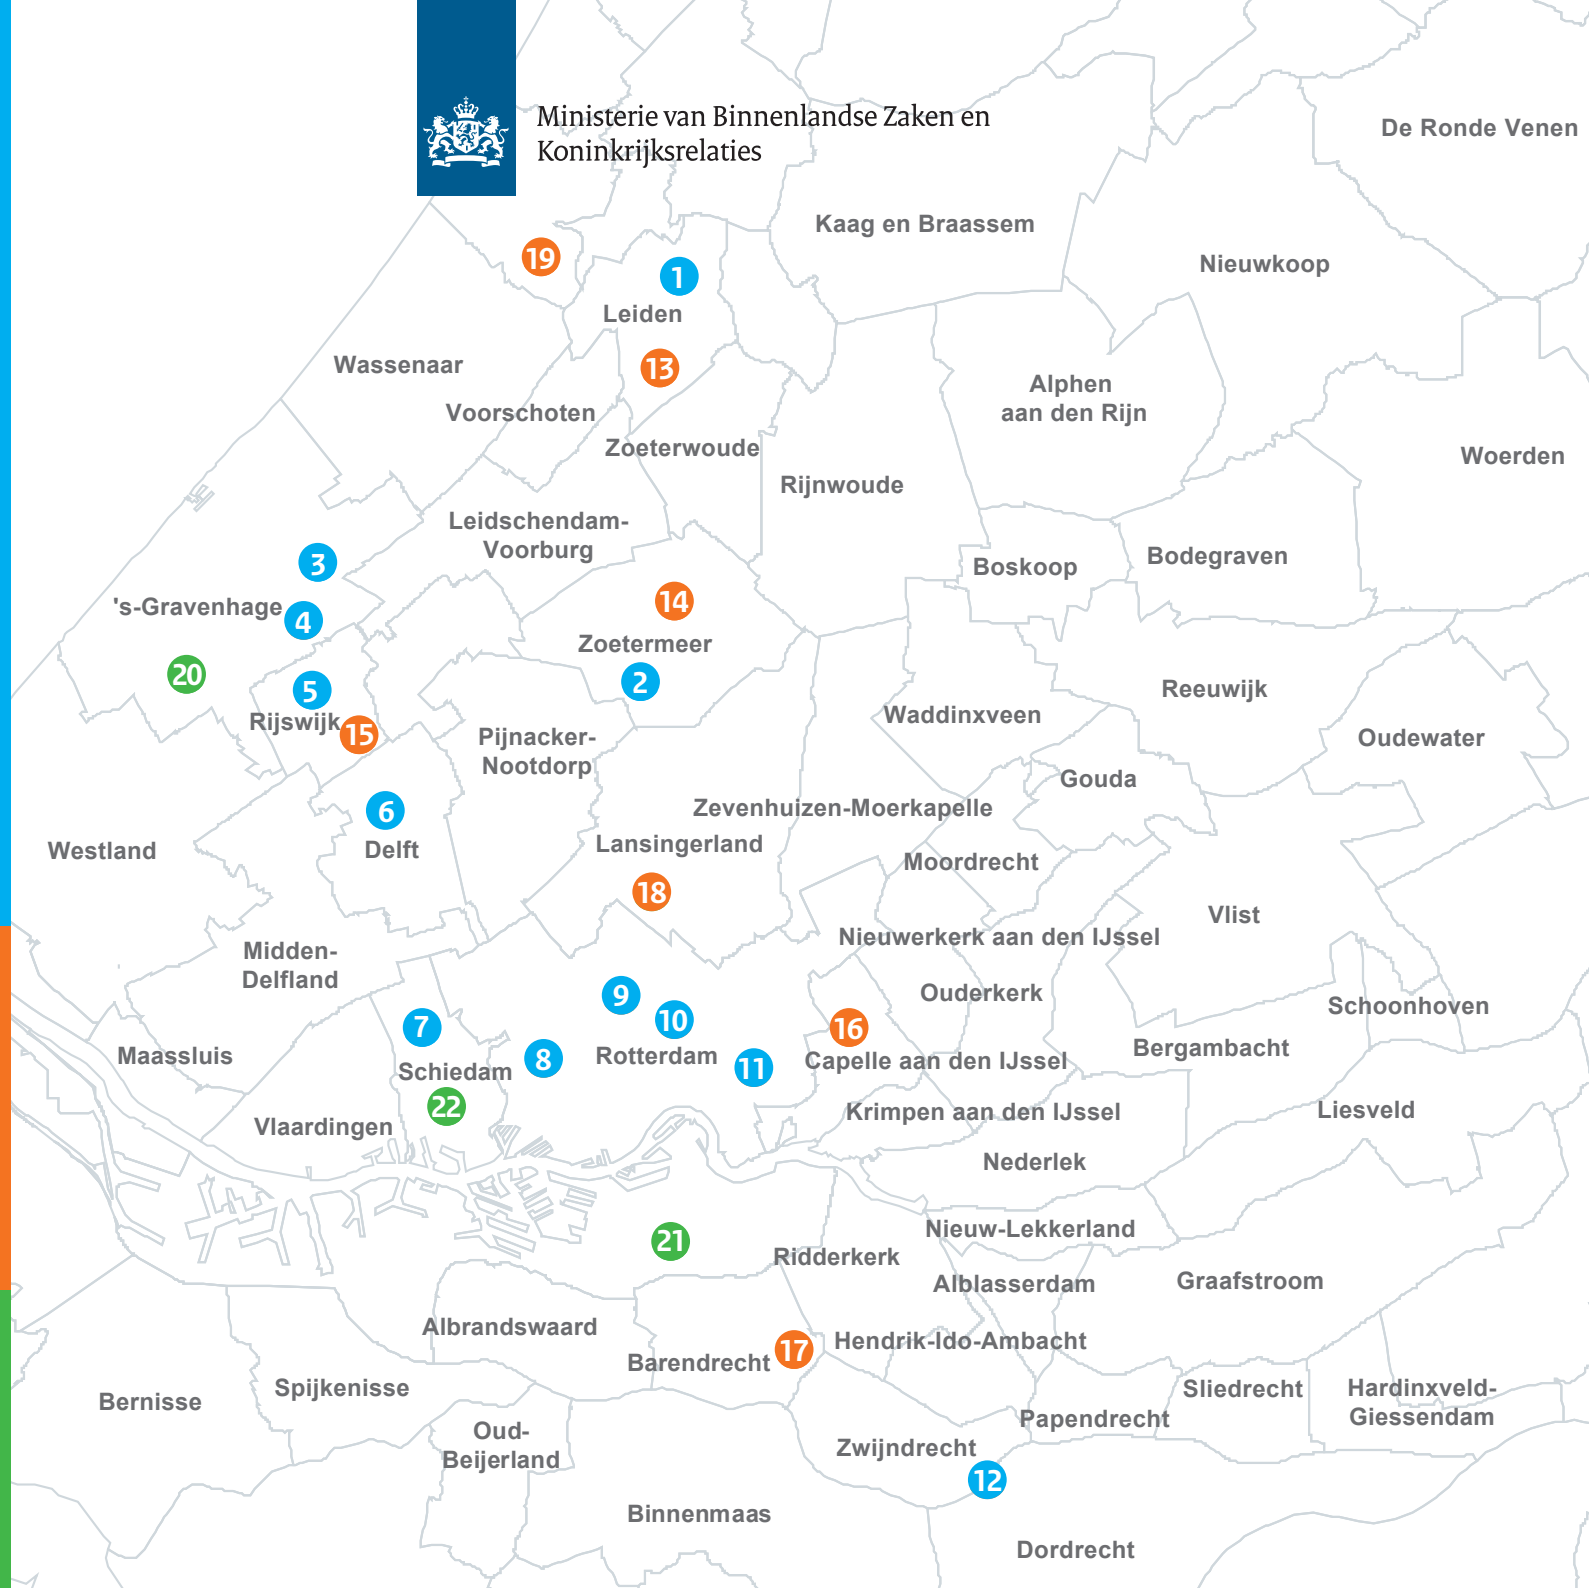 Ministerie van Binnenlandse Zaken en
Koninkrijksrelaties
De Ronde Venen
Kaag en Braassem
19
1
Nieuwkoop
Leiden
Wassenaar
13
Alphen
aan den Rijn
Voorschoten
Zoeterwoude
Woerden
Rijnwoude
Leidschendam-
Voorburg
3
Boskoop
Bodegraven
's-Gravenhage
4
14
Zoetermeer
20
5
2
Reeuwijk
Rijswijk
15
Waddinxveen
Pijnacker-
Nootdorp
Oudewater
Gouda
6
Zevenhuizen-Moerkapelle
Westland
Delft
Lansingerland
Moordrecht
18
Vlist
Midden-
Delfland
Nieuwerkerk aan den IJssel
9
Ouderkerk
Schoonhoven
7
10
16
Maassluis
8
Rotterdam
11
Capelle aan den IJssel
Bergambacht
Schiedam
22
Krimpen aan den IJssel
Liesveld
Vlaardingen
Nederlek
21
Nieuw-Lekkerland
Ridderkerk
Alblasserdam
Graafstroom
Albrandswaard
Hendrik-Ido-Ambacht
Barendrecht
17
Bernisse
Spijkenisse
Sliedrecht
Hardinxveld-
Giessendam
Papendrecht
Oud-
Beijerland
Zwijndrecht
12
Binnenmaas
Dordrecht